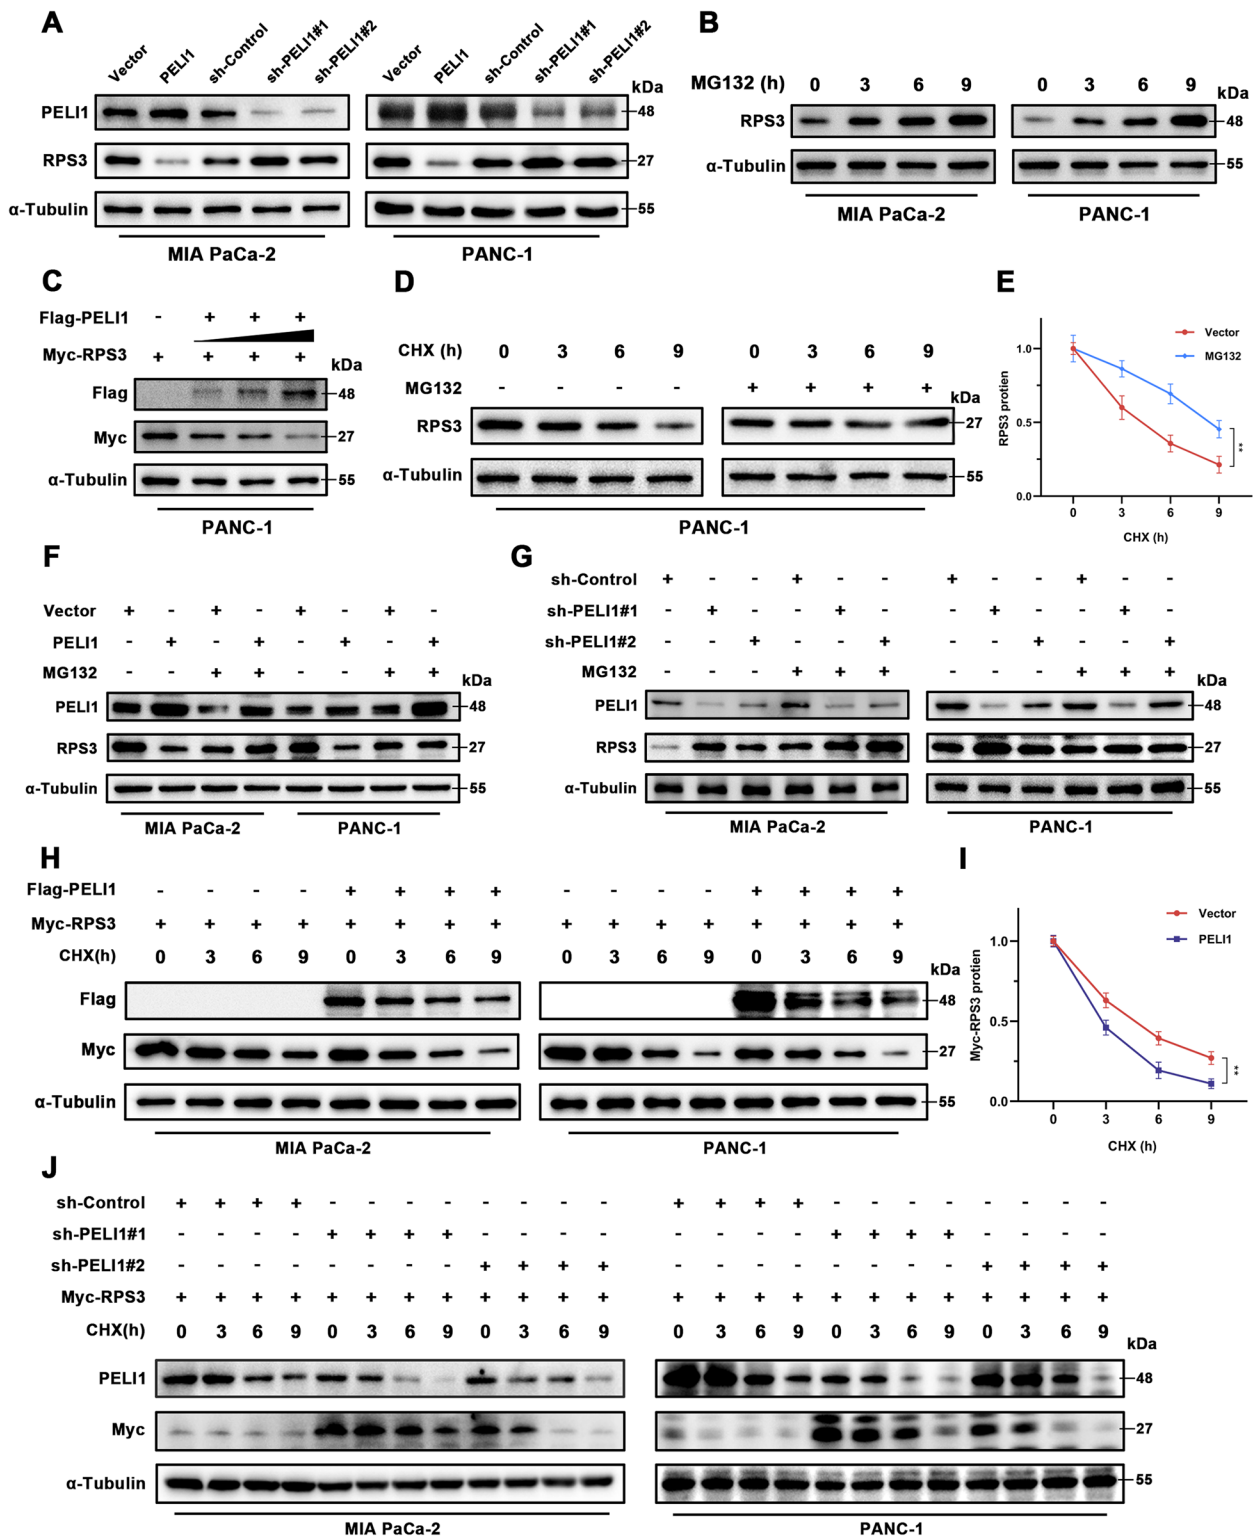 A
Vector PELI1 sh-Control sh-PELI1#1 sh-PELI1#2 Vector PELI1 sh-Control sh-PELI1#1 sh-PELI1#2
kDa
PELI1 48
RPS3 27
α-Tubulin 55
MIA PaCa-2 PANC-1
B
MG132 (h) 0 3 6 9 0 3 6 9
kDa
RPS3 48
α-Tubulin 55
MIA PaCa-2 PANC-1
C
Flag-PELI1 - + + +
Myc-RPS3 + + + +
kDa
Flag 48
Myc 27
α-Tubulin 55
PANC-1
D
CHX (h) 0 3 6 9 0 3 6 9
MG132 - - - - + + + +
kDa
RPS3 27
α-Tubulin 55
PANC-1
E
Vector
MG132
RPS3 protien
1.0
0.5
0.0
**
0 3 6 9
CHX (h)
F
Vector + - + - + - + -
PELI1 - + - + - + - +
MG132 - - + + - - + +
kDa
PELI1 48
RPS3 27
α-Tubulin 55
MIA PaCa-2 PANC-1
G
sh-Control + - - + - - + - - + - -
sh-PELI1#1 - + - - + - - + - - + -
sh-PELI1#2 - - + - - + - - + - - +
MG132 - - - + + + - - - + + +
kDa
PELI1 48
RPS3 27
α-Tubulin 55
MIA PaCa-2 PANC-1
H
Flag-PELI1 - - - - + + + + - - - - + + + +
Myc-RPS3 + + + + + + + + + + + + + + + +
CHX(h) 0 3 6 9 0 3 6 9 0 3 6 9 0 3 6 9
kDa
Flag 48
Myc 27
α-Tubulin 55
MIA PaCa-2 PANC-1
I
Vector
PELI1
Myc-RPS3 protien
1.0
0.5
0.0
**
0 3 6 9
CHX (h)
J
sh-Control + + + + - - - - - - - - + + + + - - - - - - - -
sh-PELI1#1 - - - - + + + + - - - - - - - - + + + + - - - -
sh-PELI1#2 - - - - - - - - + + + + - - - - - - - - + + + +
Myc-RPS3 + + + + + + + + + + + + + + + + + + + + + + + +
CHX(h) 0 3 6 9 0 3 6 9 0 3 6 9 0 3 6 9 0 3 6 9 0 3 6 9
kDa
PELI1 48
Myc 27
α-Tubulin 55
MIA PaCa-2 PANC-1